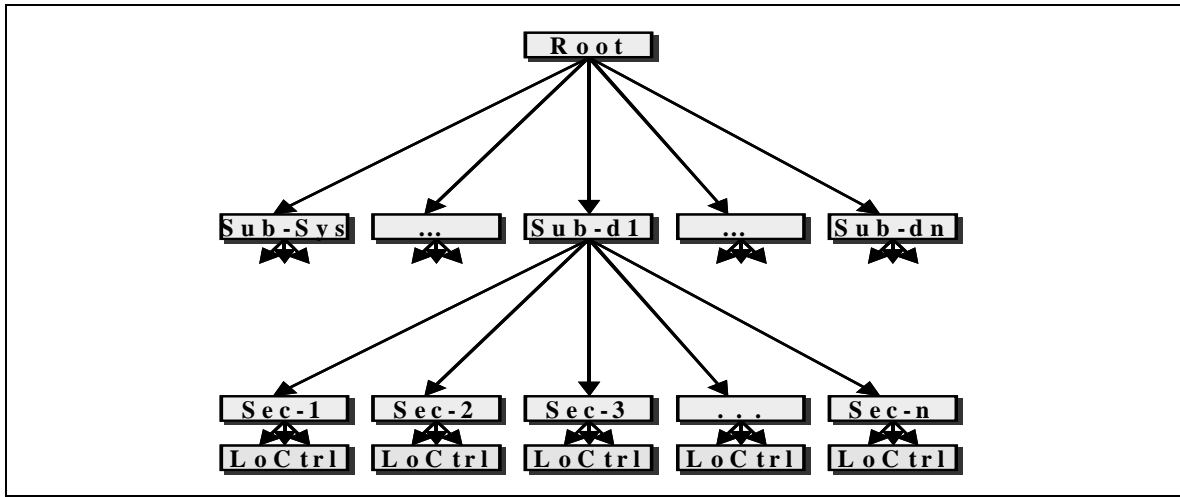 Root
Sub-Sys ... Sub-d1 ... Sub-dn
Sec-1 Sec-2 Sec-3 ... Sec-n
LoCtrl LoCtrl LoCtrl LoCtrl LoCtrl